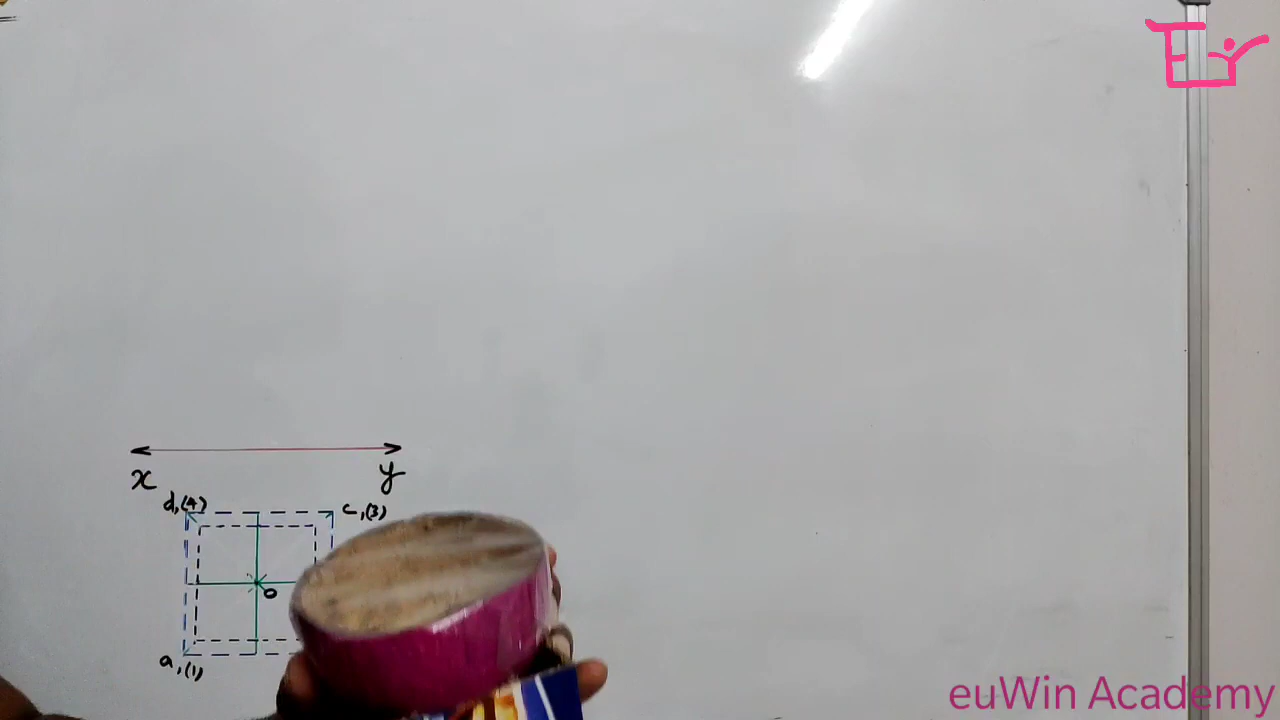 x y
d,(4) c,(3)
o
a,(1)
euWin Academy